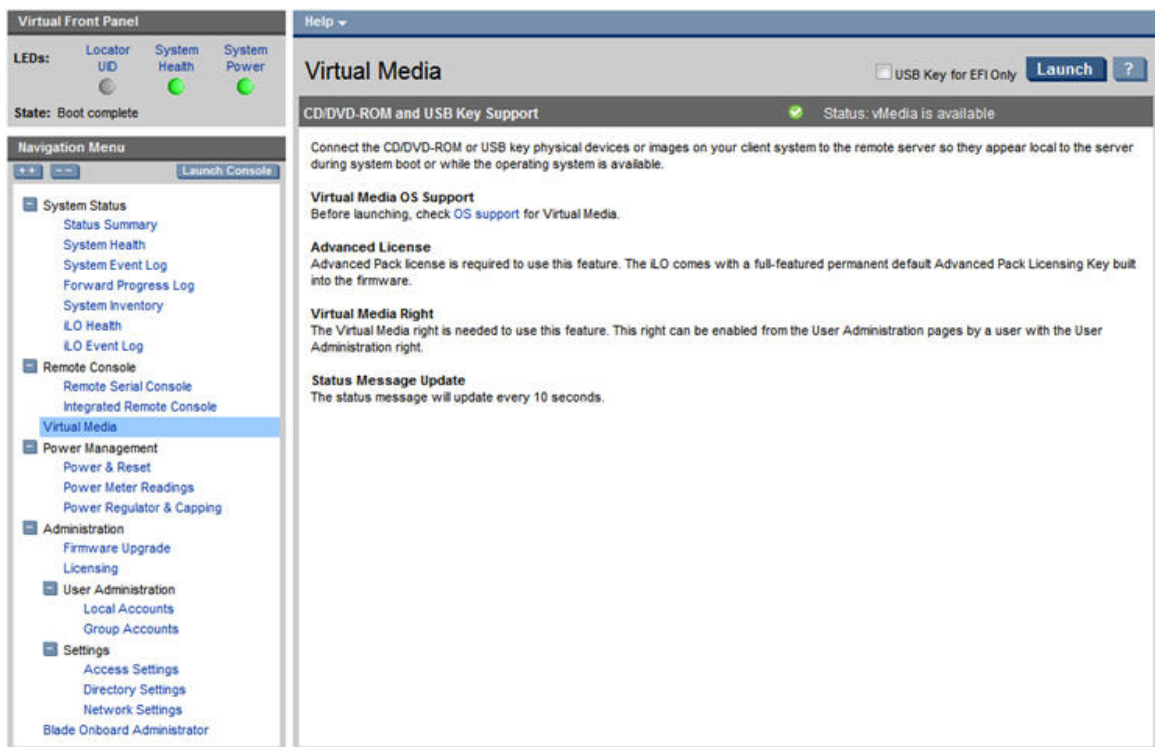 Virtual Front Panel
LEDs:
Locator UID
System Health
System Power
State: Boot complete
Navigation Menu
++
--
Launch Console
System Status
Status Summary
System Health
System Event Log
Forward Progress Log
System Inventory
iLO Health
iLO Event Log
Remote Console
Remote Serial Console
Integrated Remote Console
Virtual Media
Power Management
Power & Reset
Power Meter Readings
Power Regulator & Capping
Administration
Firmware Upgrade
Licensing
User Administration
Local Accounts
Group Accounts
Settings
Access Settings
Directory Settings
Network Settings
Blade Onboard Administrator
Help
Virtual Media
USB Key for EFI Only
Launch
?
CD/DVD-ROM and USB Key Support
Status: vMedia is available
Connect the CD/DVD-ROM or USB key physical devices or images on your client system to the remote server so they appear local to the server
during system boot or while the operating system is available.
Virtual Media OS Support
Before launching, check OS support for Virtual Media.
Advanced License
Advanced Pack license is required to use this feature. The iLO comes with a full-featured permanent default Advanced Pack Licensing Key built
into the firmware.
Virtual Media Right
The Virtual Media right is needed to use this feature. This right can be enabled from the User Administration pages by a user with the User
Administration right.
Status Message Update
The status message will update every 10 seconds.